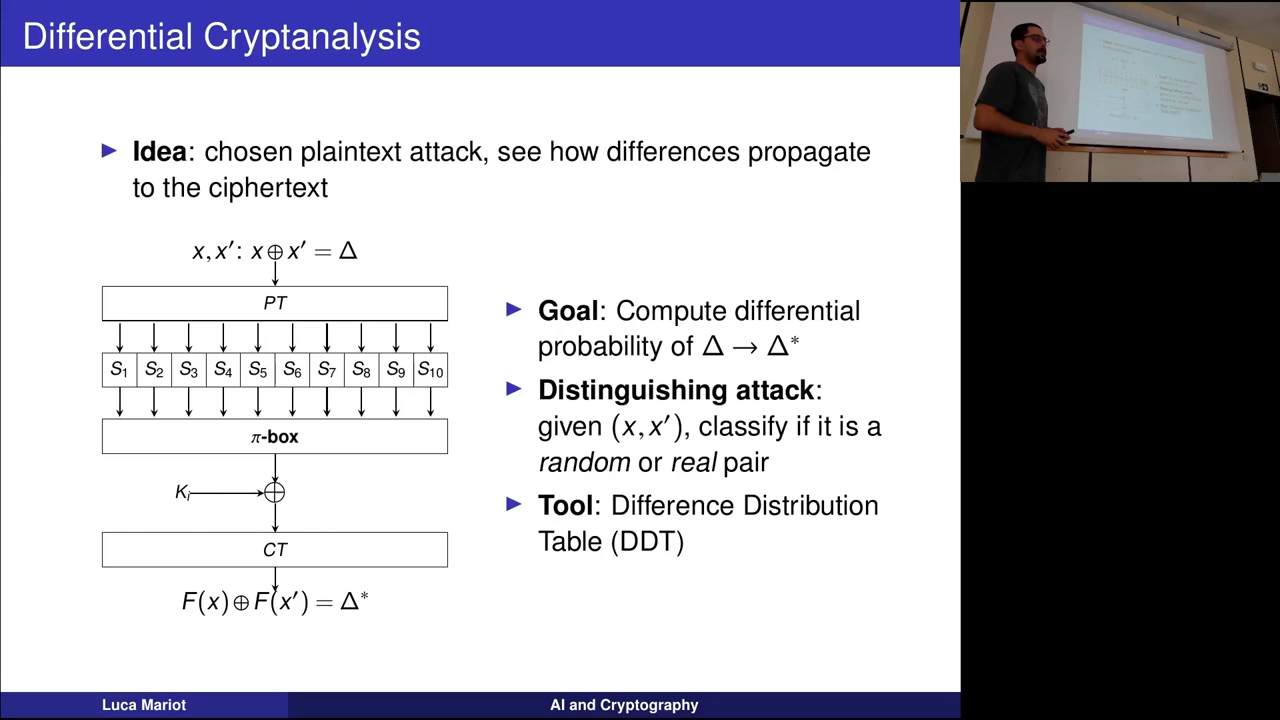 Differential Cryptanalysis
▶ Idea: chosen plaintext attack, see how differences propagate
to the ciphertext
x, x′: x ⊕ x′ = Δ
PT
S1 S2 S3 S4 S5 S6 S7 S8 S9 S10
π-box
Ki
CT
F(x) ⊕ F(x′) = Δ*
▶ Goal: Compute differential
probability of Δ → Δ*
▶ Distinguishing attack:
given (x, x′), classify if it is a
random or real pair
▶ Tool: Difference Distribution
Table (DDT)
Luca Mariot
AI and Cryptography